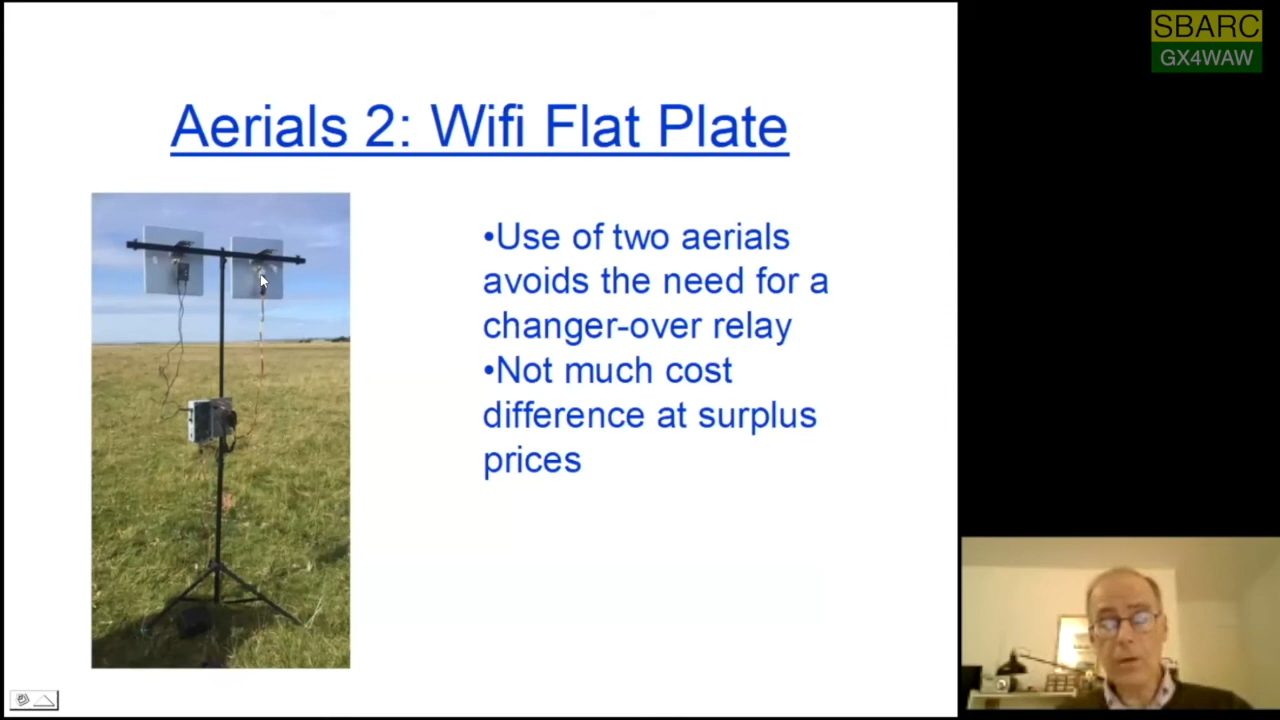 SBARC
GX4WAW
Aerials 2: Wifi Flat Plate
•Use of two aerials
avoids the need for a
changer-over relay
•Not much cost
difference at surplus
prices